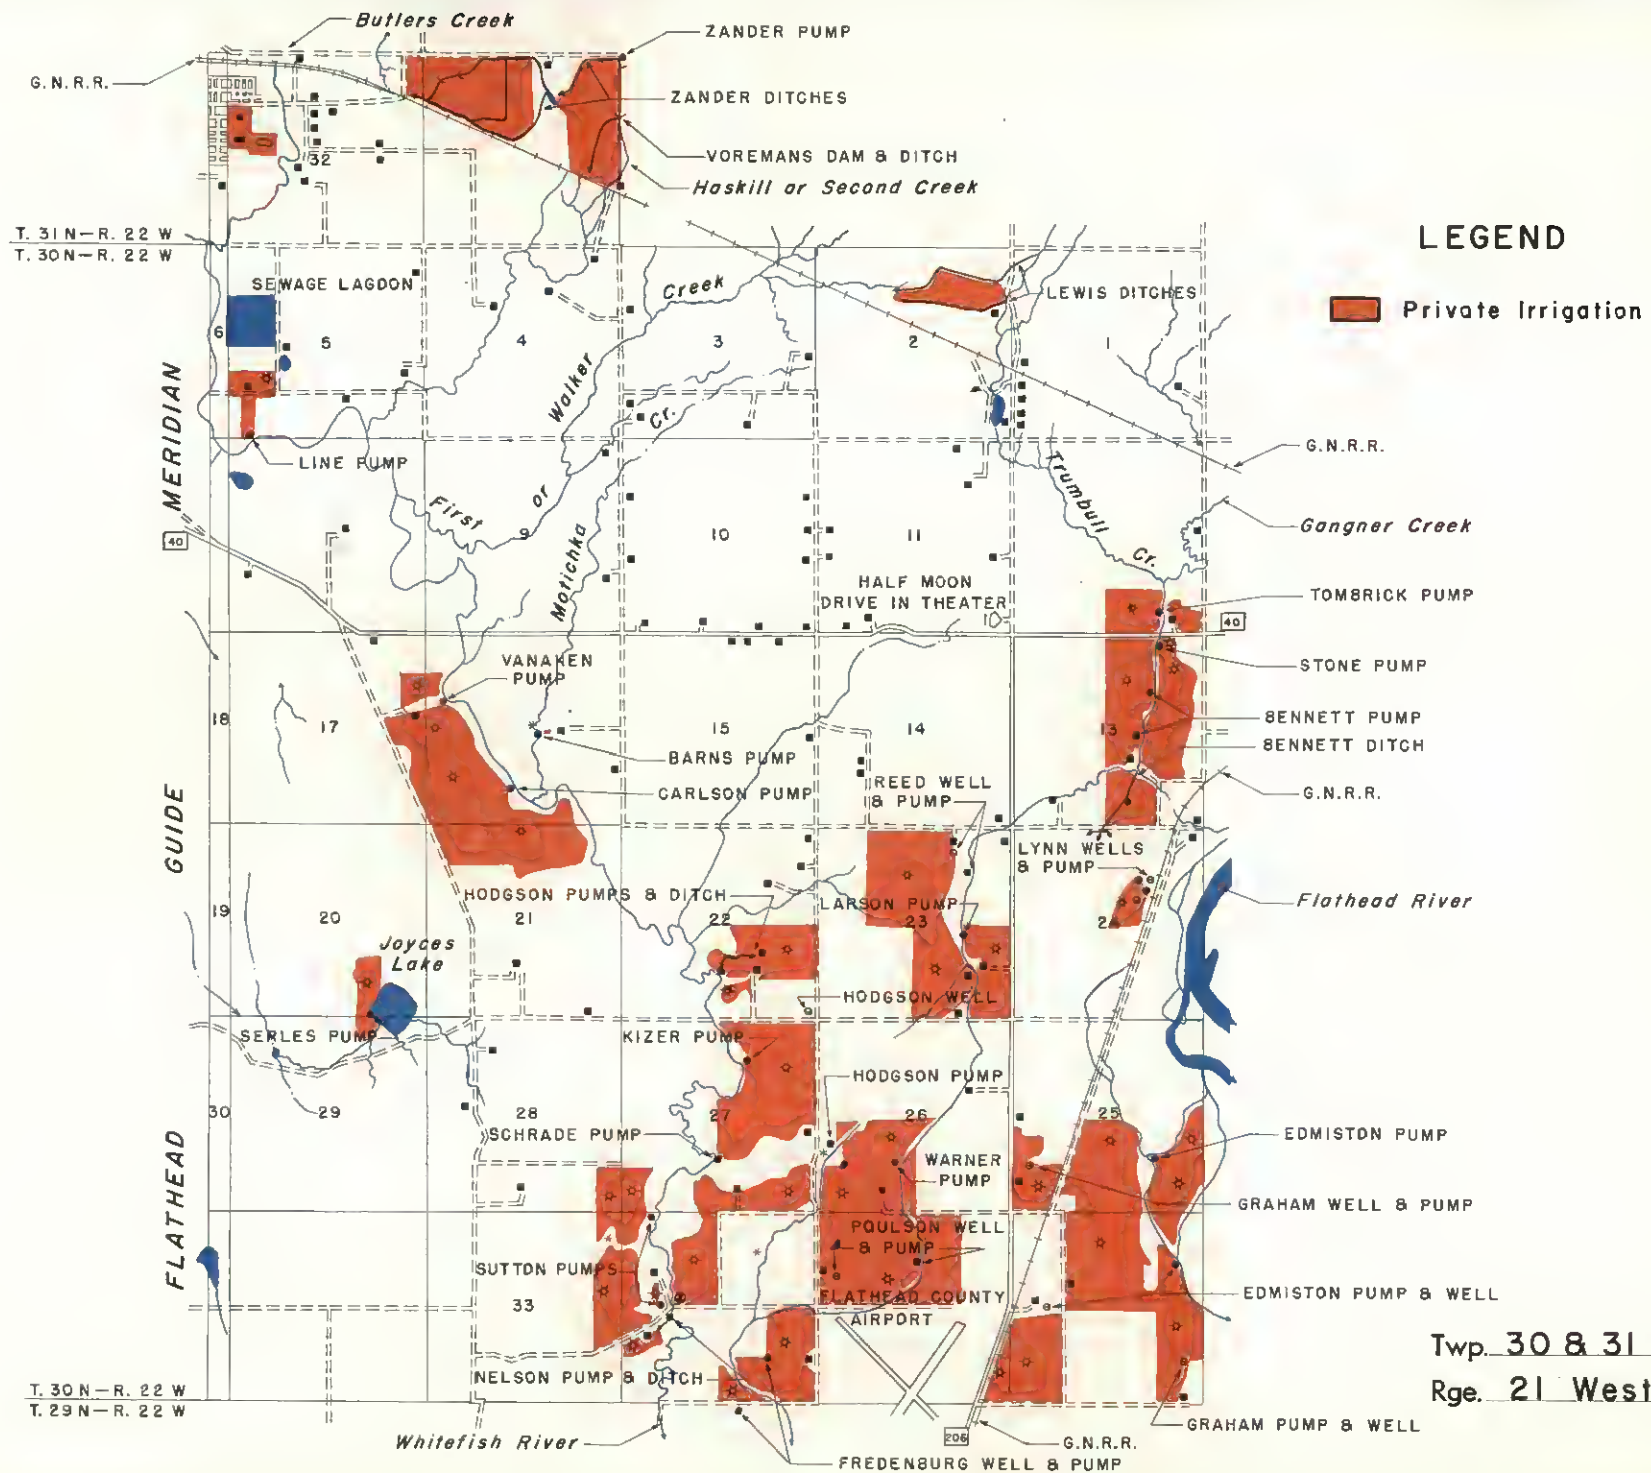 Butlers Creek
ZANDER PUMP
G.N.R.R.
ZANDER DITCHES
VOREMANS DAM & DITCH
32
Haskill or Second Creek
T. 31 N – R. 22 W
T. 30 N – R. 22 W
LEGEND
Private Irrigation
SEWAGE LAGOON
Creek
LEWIS DITCHES
6
5
4
3
2
1
Walker
or
First
Cr.
MERIDIAN
LINE PUMP
G.N.R.R.
Trumbull
Cr.
Gangner Creek
40
9
10
11
Motichka
HALF MOON
DRIVE IN THEATER
TOMBRICK PUMP
40
VANAKEN
PUMP
STONE PUMP
18
17
15
14
13
BENNETT PUMP
BENNETT DITCH
BARNS PUMP
CARLSON PUMP
REED WELL
& PUMP
G.N.R.R.
GUIDE
LYNN WELLS
& PUMP
HODGSON PUMPS & DITCH
LARSON PUMP
Flathead River
19
20
21
22
23
24
Joyces
Lake
HODGSON WELL
SERLES PUMP
KIZER PUMP
HODGSON PUMP
30
29
28
27
26
25
SCHRADE PUMP
EDMISTON PUMP
WARNER
PUMP
GRAHAM WELL & PUMP
FLATHEAD
POULSON WELL
& PUMP
SUTTON PUMPS
33
FLATHEAD COUNTY
AIRPORT
EDMISTON PUMP & WELL
Twp. 30 & 31
Rge. 21 West
NELSON PUMP & DITCH
T. 30 N – R. 22 W
T. 29 N – R. 22 W
GRAHAM PUMP & WELL
Whitefish River
206
G.N.R.R.
FREDENBURG WELL & PUMP